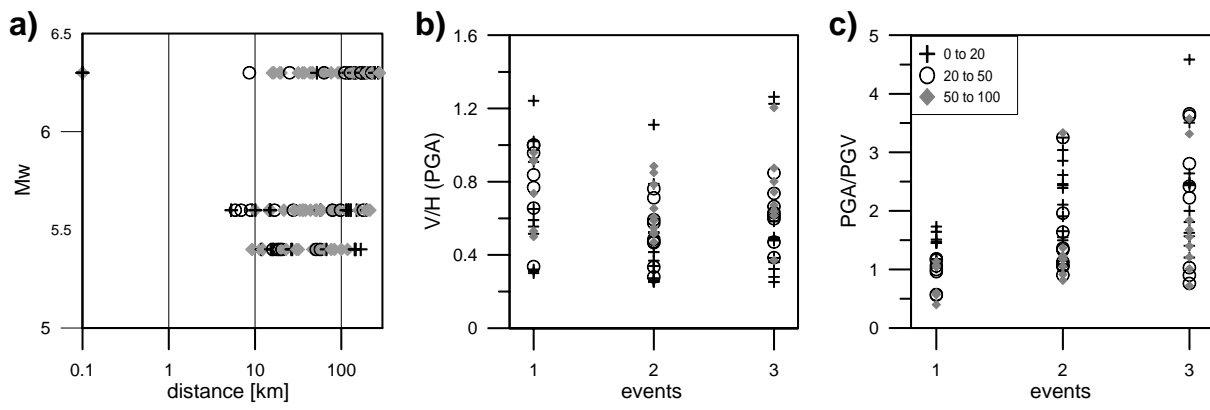 a)
6.5
6
5.5
5
Mw
0.1 1 10 100
distance [km]
b)
1.6
1.2
0.8
0.4
0
V/H (PGA)
1 2 3
events
c)
5
4
3
2
1
0
PGA/PGV
0 to 20
20 to 50
50 to 100
1 2 3
events